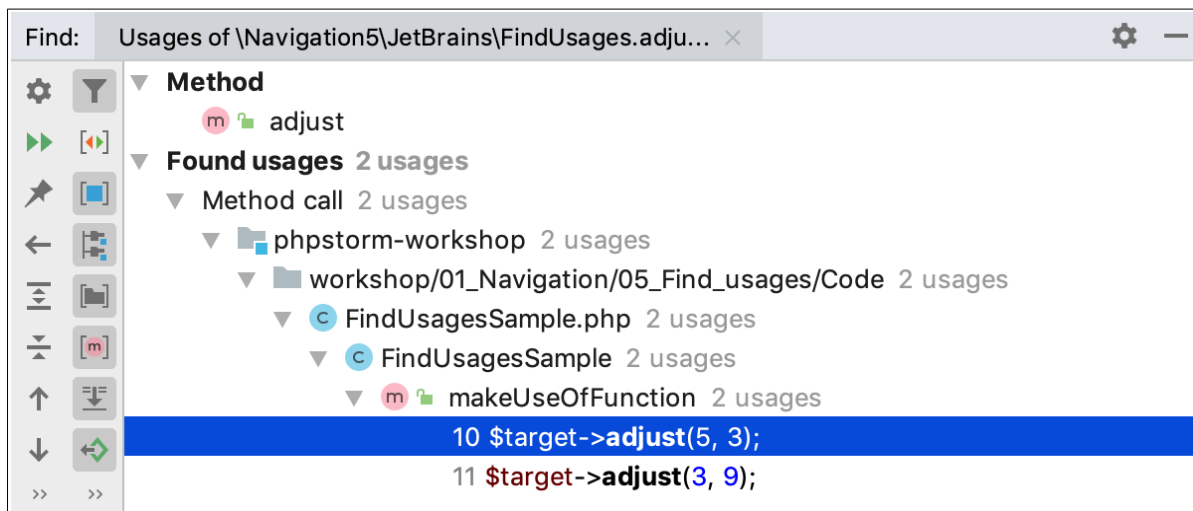 Find: Usages of \Navigation5\JetBrains\FindUsages.adju...
Method
m adjust
Found usages 2 usages
Method call 2 usages
phpstorm-workshop 2 usages
workshop/01_Navigation/05_Find_usages/Code 2 usages
C FindUsagesSample.php 2 usages
C FindUsagesSample 2 usages
m makeUseOfFunction 2 usages
10 $target->adjust(5, 3);
11 $target->adjust(3, 9);